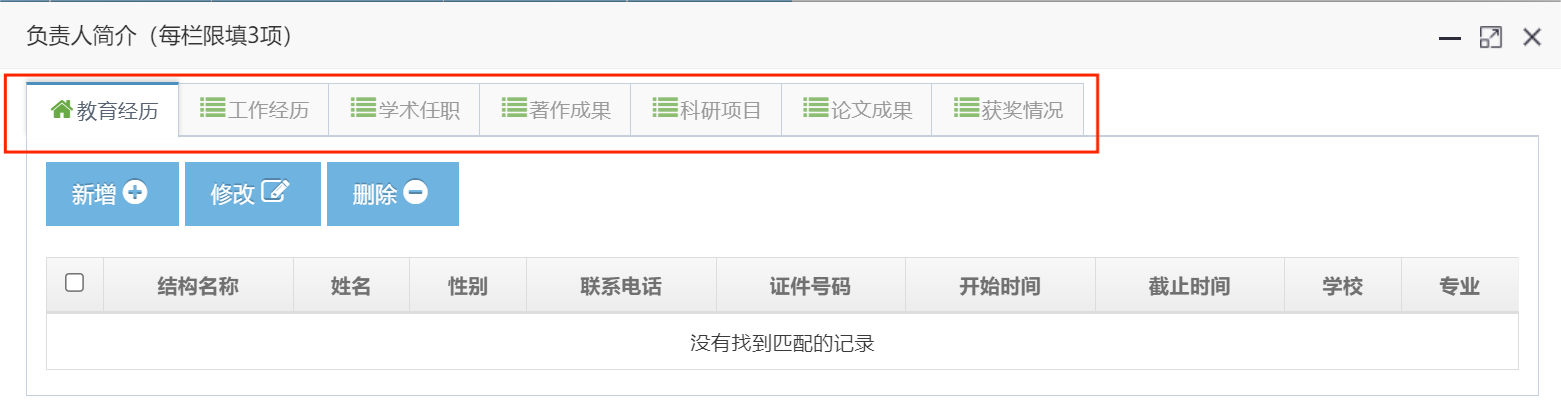 负责人简介（每栏限填3项）
教育经历 工作经历 学术任职 著作成果 科研项目 论文成果 获奖情况
新增 修改 删除
结构名称 姓名 性别 联系电话 证件号码 开始时间 截止时间 学校 专业
没有找到匹配的记录